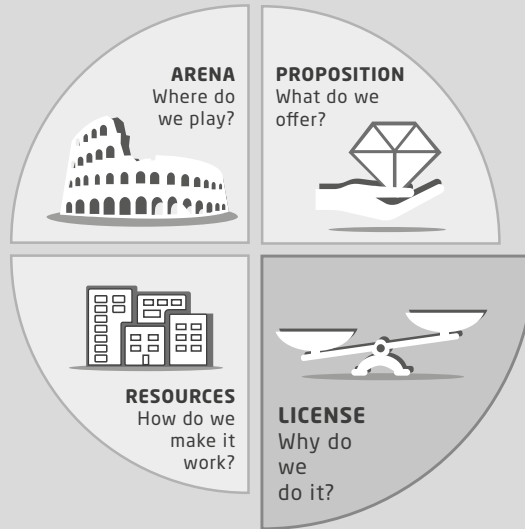 ARENA
Where do
we play?
PROPOSITION
What do we
offer?
RESOURCES
How do we
make it
work?
LICENSE
Why do
we
do it?